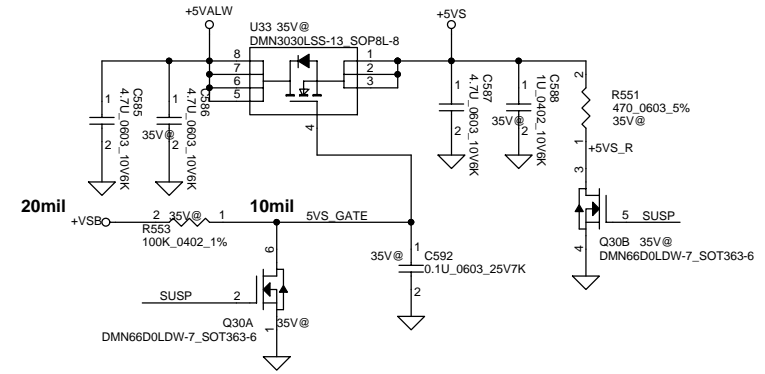 +5VALW
U33 35V@
DMN3030LSS-13_SOP8L-8
+5VS
8
7
6
5
1
2
3
4
1
C585
4.7U_0603_10V6K
2
1
C586
4.7U_0603_10V6K
35V@
2
1
C587
4.7U_0603_10V6K
2
1
C588
1U_0402_10V6K
35V@
2
2
R551
470_0603_5%
35V@
1
+5VS_R
3
5
SUSP
4
Q30B 35V@
DMN66D0LDW-7_SOT363-6
20mil
+VSB
2
35V@
1
R553
100K_0402_1%
10mil
5VS_GATE
6
35V@
1
C592
0.1U_0603_25V7K
2
SUSP
2
1
Q30A
35V@
DMN66D0LDW-7_SOT363-6